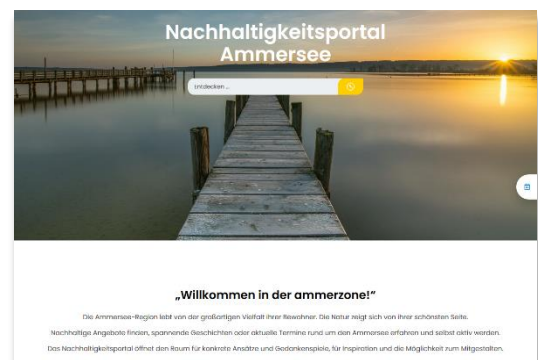 Nachhaltigkeitsportal
Ammersee
Entdecken ...
„Willkommen in der ammerzone!“
Die Ammersee-Region lebt von der großartigen Vielfalt ihrer Bewohner. Die Natur zeigt sich von ihrer schönsten Seite.
Nachhaltige Angebote finden, spannende Geschichten oder aktuelle Termine rund um den Ammersee erfahren und selbst aktiv werden.
Das Nachhaltigkeitsportal öffnet den Raum für konkrete Ansätze und Gedankenspiele, für Inspiration und die Möglichkeit zum Mitgestalten.